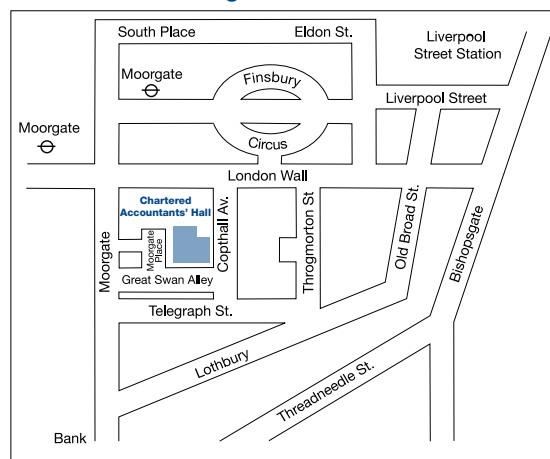 South Place
Eldon St.
Liverpool
Street Station
Moorgate
Finsbury
Liverpool Street
Moorgate
Circus
London Wall
Chartered
Accountants' Hall
Moorgate
Moorgate
Place
Copthall Av.
Throgmorton St
Old Broad St.
Bishopsgate
Great Swan Alley
Telegraph St.
Lothbury
Threadneedle St.
Bank